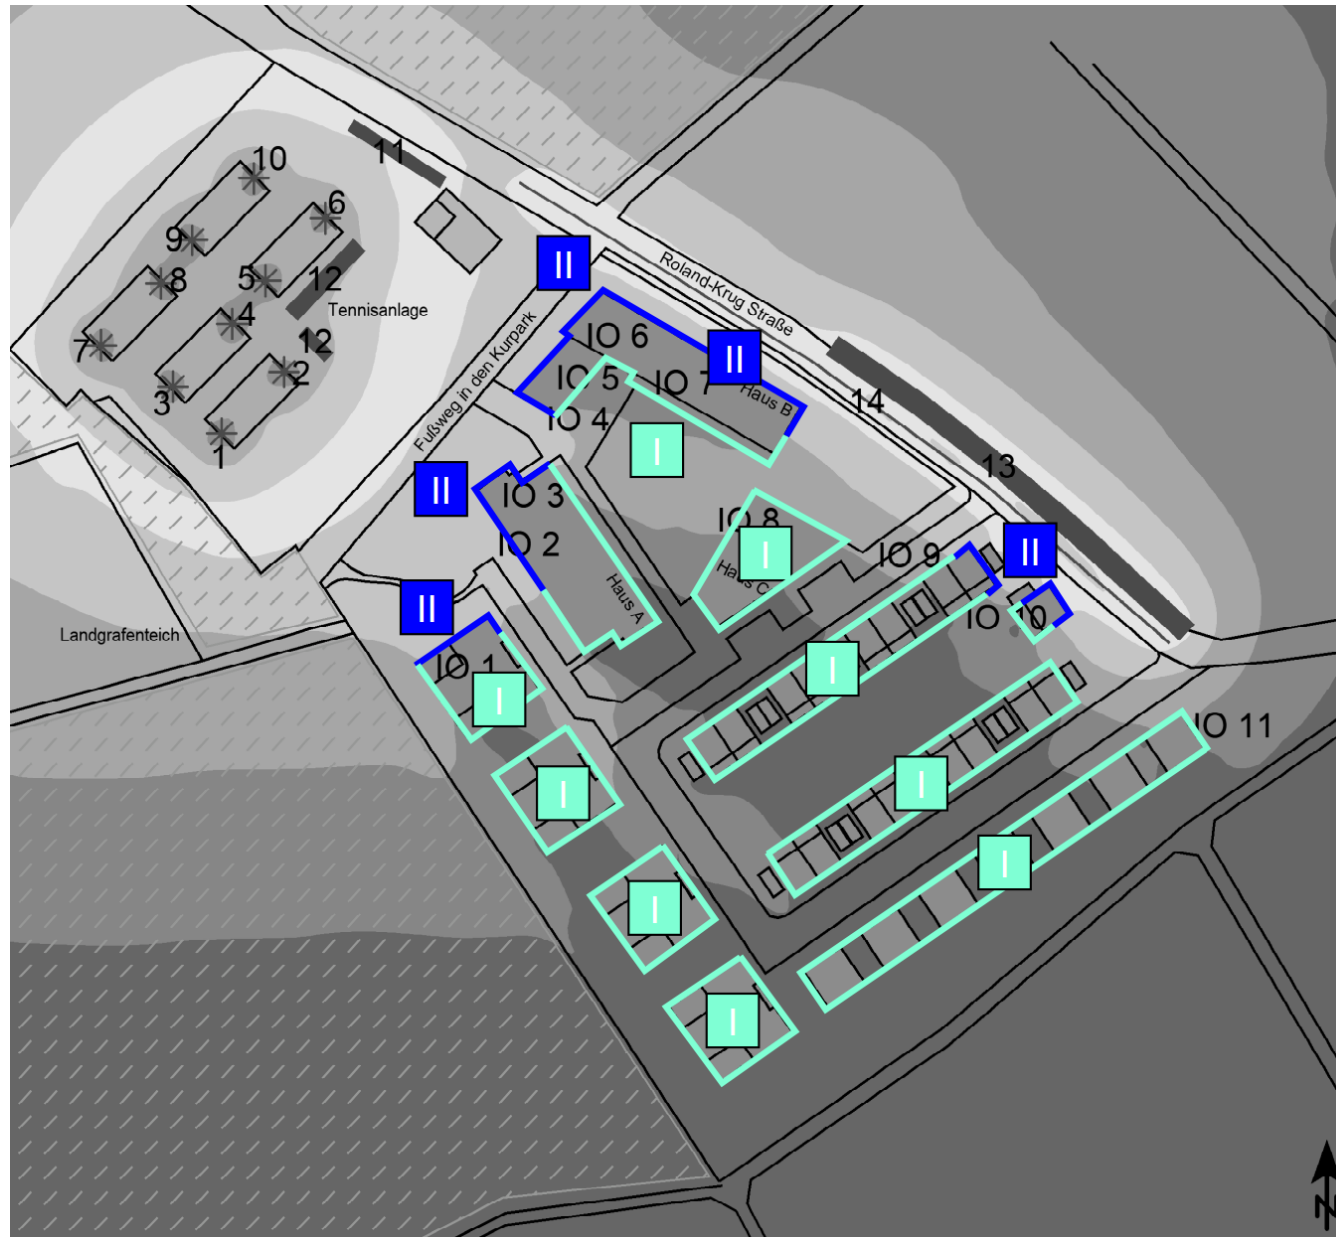 11
10
6
9
12
5
8
Tennisanlage
4
12
7
2
3
1
Fußweg in den Kurpark
Roland-Krug Straße
II
IO 6
II
IO 5
IO 7
Haus B
14
IO 4
I
13
II
IO 3
IO 2
IO 8
I
Haus C
IO 9
II
Haus A
II
IO 10
Landgrafenteich
IO 1
I
I
IO 11
I
I
I
I
I
N